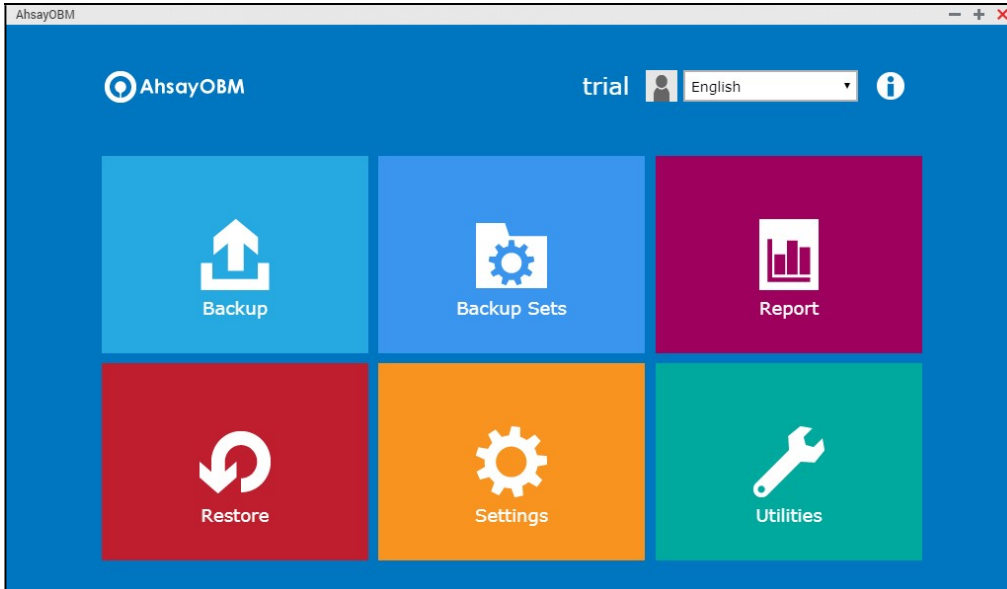 AhsayOBM
AhsayOBM
trial English
Backup Backup Sets Report
Restore Settings Utilities